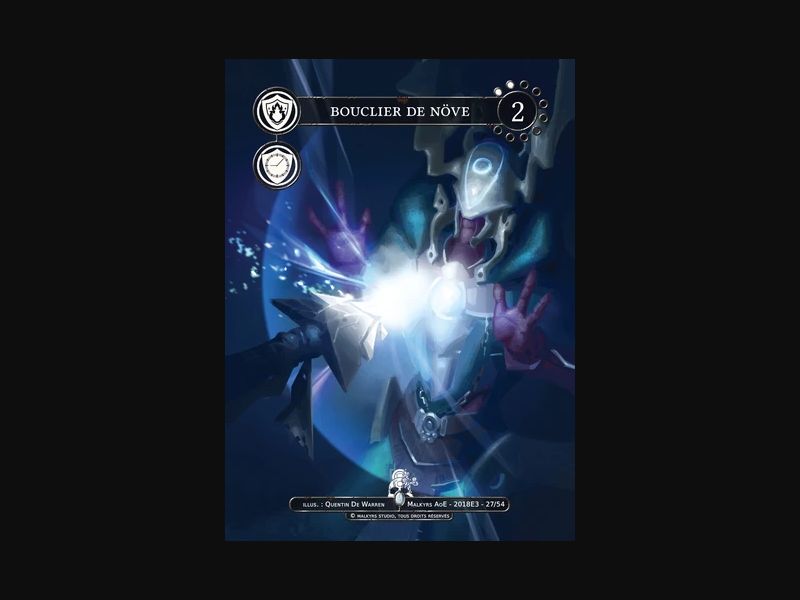 BOUCLIER DE NÖVE
2
ILLUS. : QUENTIN DE WARREN MALKYRS AOE - 2018E3 - 27/54
© MALKYRS STUDIO, TOUS DROITS RÉSERVÉS